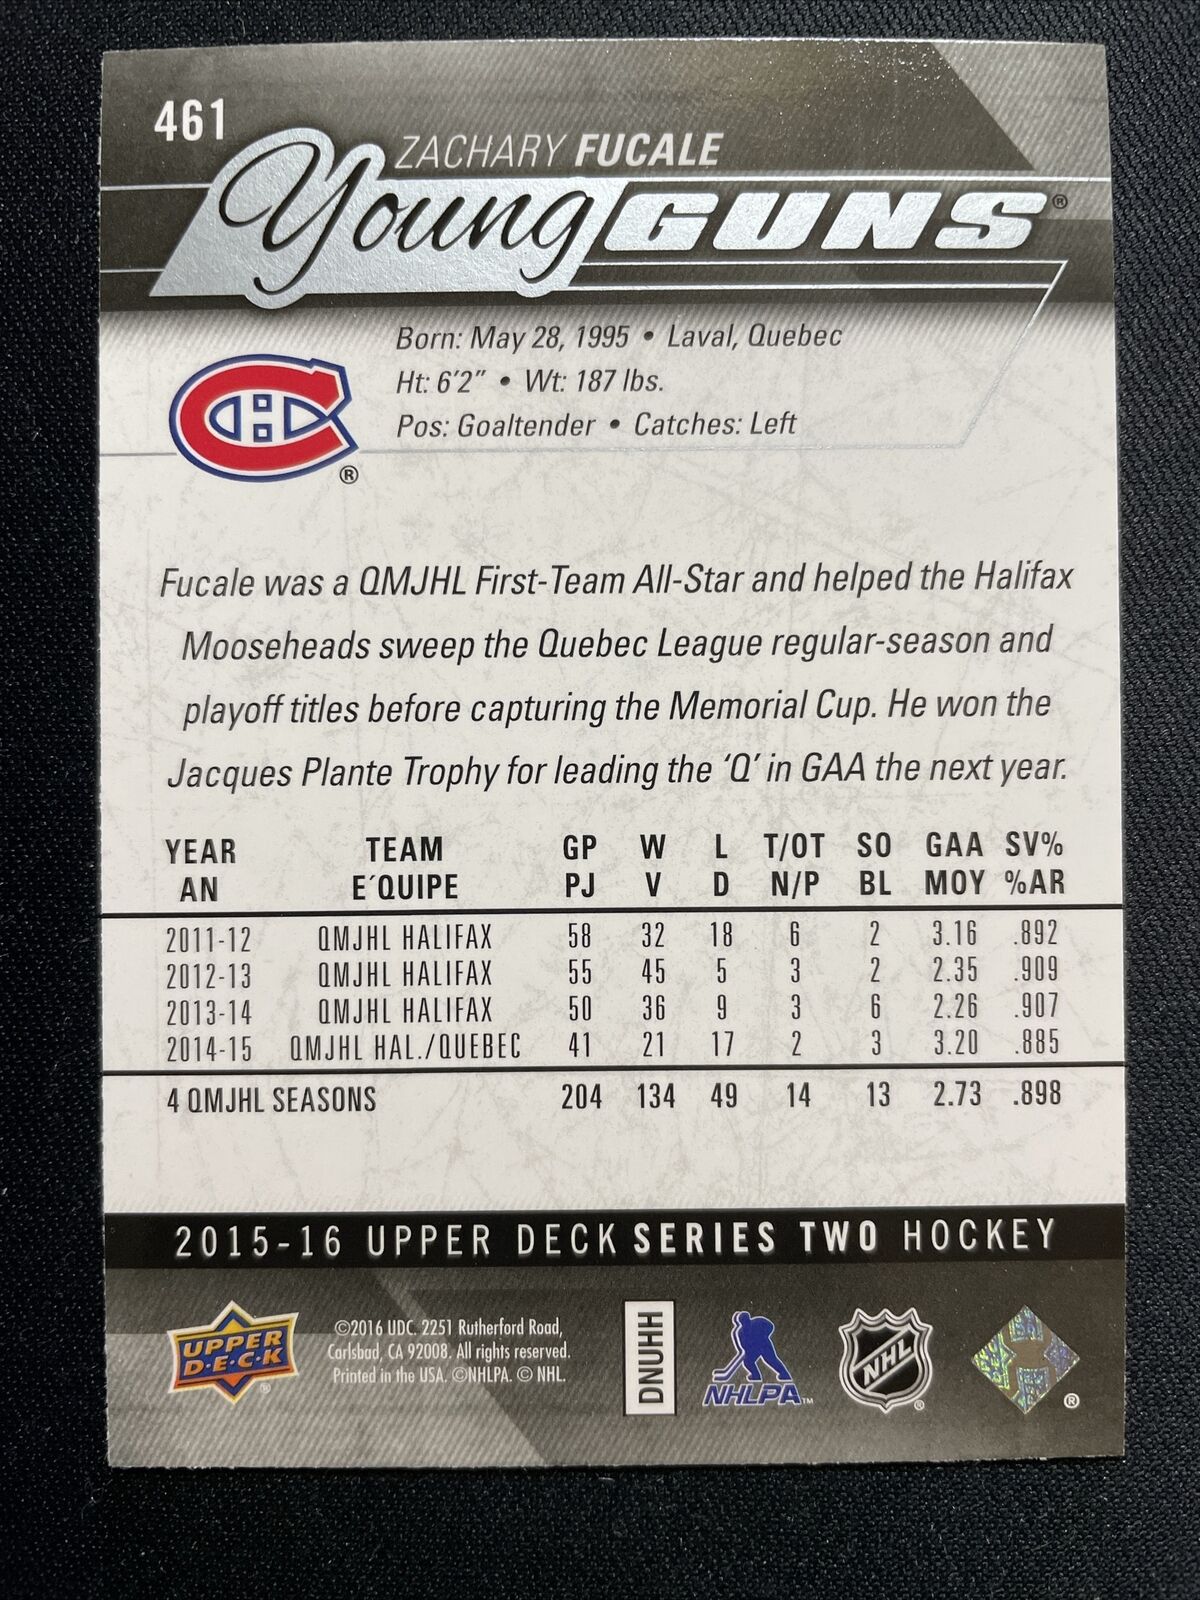 461
ZACHARY FUCALE
Young GUNS®
Born: May 28, 1995 • Laval, Quebec
Ht: 6'2" • Wt: 187 lbs.
Pos: Goaltender • Catches: Left
®
Fucale was a QMJHL First-Team All-Star and helped the Halifax
Mooseheads sweep the Quebec League regular-season and
playoff titles before capturing the Memorial Cup. He won the
Jacques Plante Trophy for leading the 'Q' in GAA the next year.
YEAR TEAM GP W L T/OT SO GAA SV%
AN E´QUIPE PJ V D N/P BL MOY %AR
2011-12 QMJHL HALIFAX 58 32 18 6 2 3.16 .892
2012-13 QMJHL HALIFAX 55 45 5 3 2 2.35 .909
2013-14 QMJHL HALIFAX 50 36 9 3 6 2.26 .907
2014-15 QMJHL HAL./QUEBEC 41 21 17 2 3 3.20 .885
4 QMJHL SEASONS 204 134 49 14 13 2.73 .898
2015-16 UPPER DECK SERIES TWO HOCKEY
UPPER
D•E•C•K®
©2016 UDC. 2251 Rutherford Road,
Carlsbad, CA 92008. All rights reserved.
Printed in the USA. ©NHLPA. © NHL.
DNUHH
NHLPA™
NHL®
®